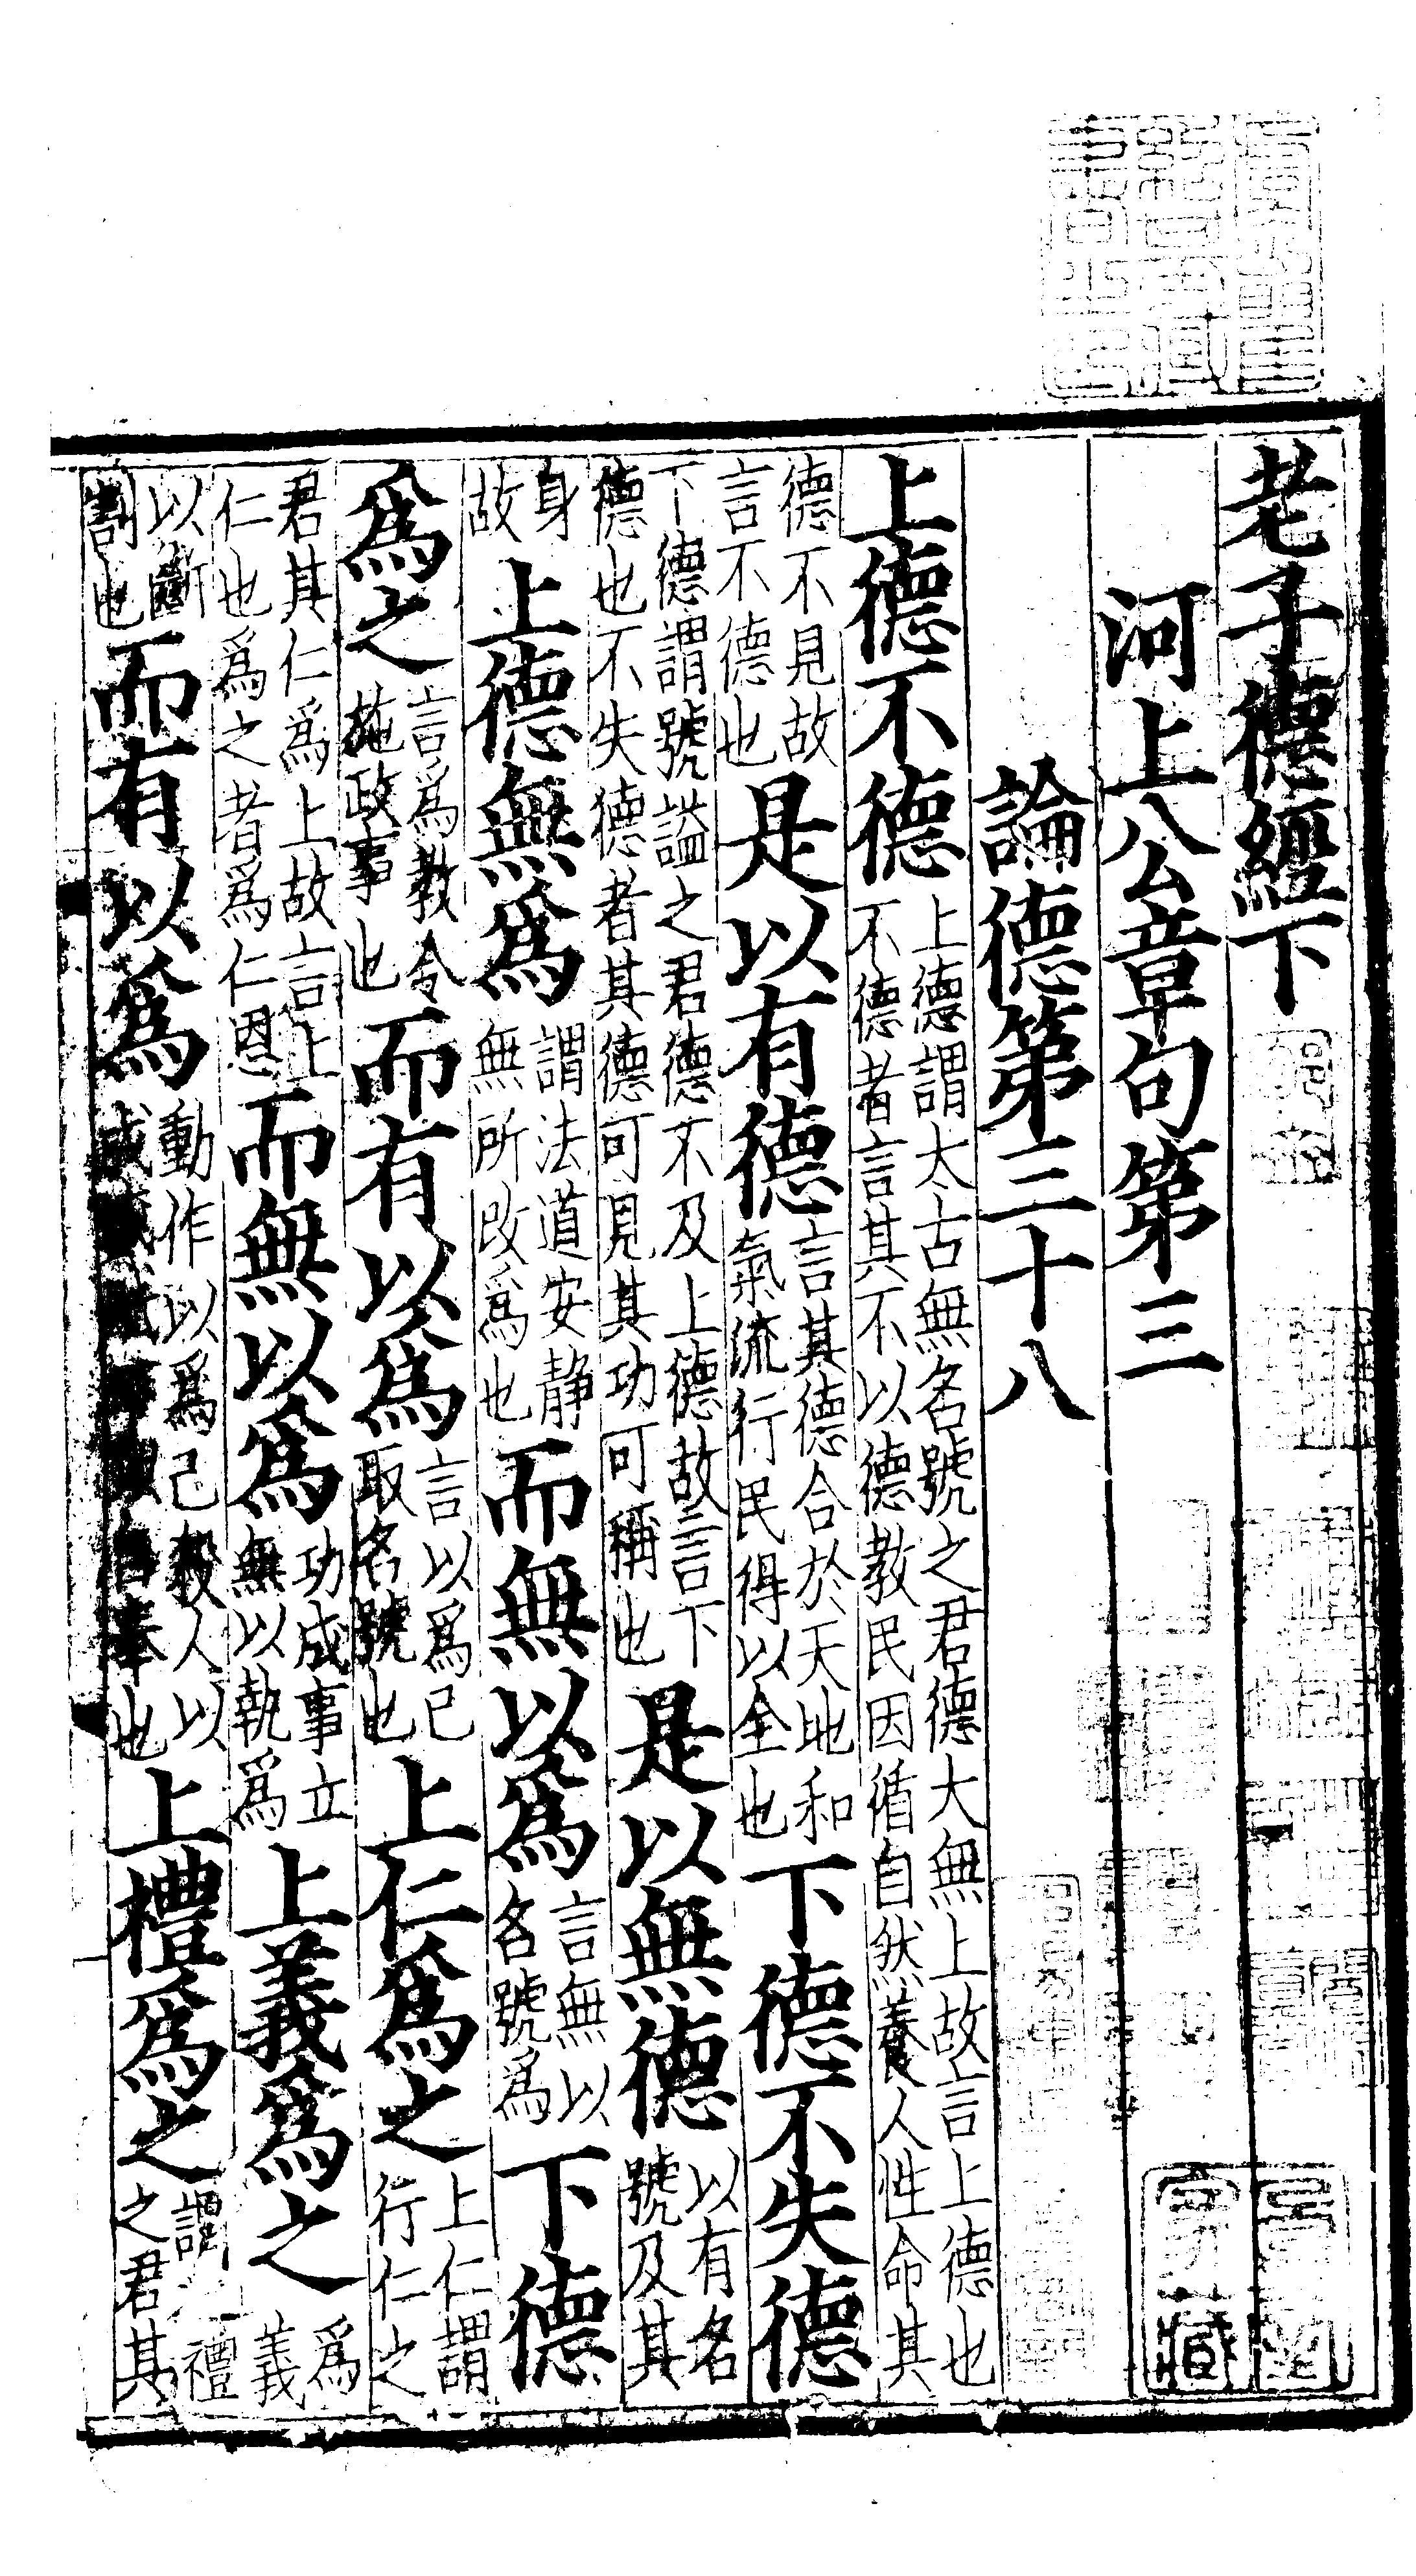 老子德經下
河上公章句第三
論德第三十八
上德不德上德謂太古無名號之君德大無上故言上德也不德者言其不以德教民因循自然養人性命其
德不見故言不德也是以有德言其德合於天地和氣流行民得以全也下德不失德
下德謂號謚之君德不及上德故言下德也不失德者其德可見其功可稱也是以無德以有名號及其
身故上德無爲謂法道安静無所改爲也而無以爲言無以名號爲下德
爲之言爲教令施政事也而有以爲言以爲己取名號也上仁爲之上仁謂行仁之
君其仁爲上故言上仁也爲之者爲仁恩而無以爲功成事立無以執爲上義爲之爲義
以斷割也而有以爲動作以爲己殺人以成自奉也上禮爲之謂禮之君其